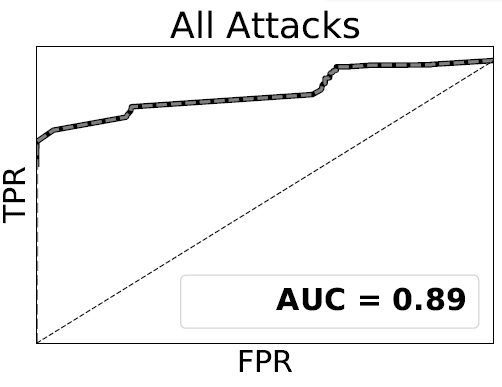 All Attacks
TPR
AUC = 0.89
FPR